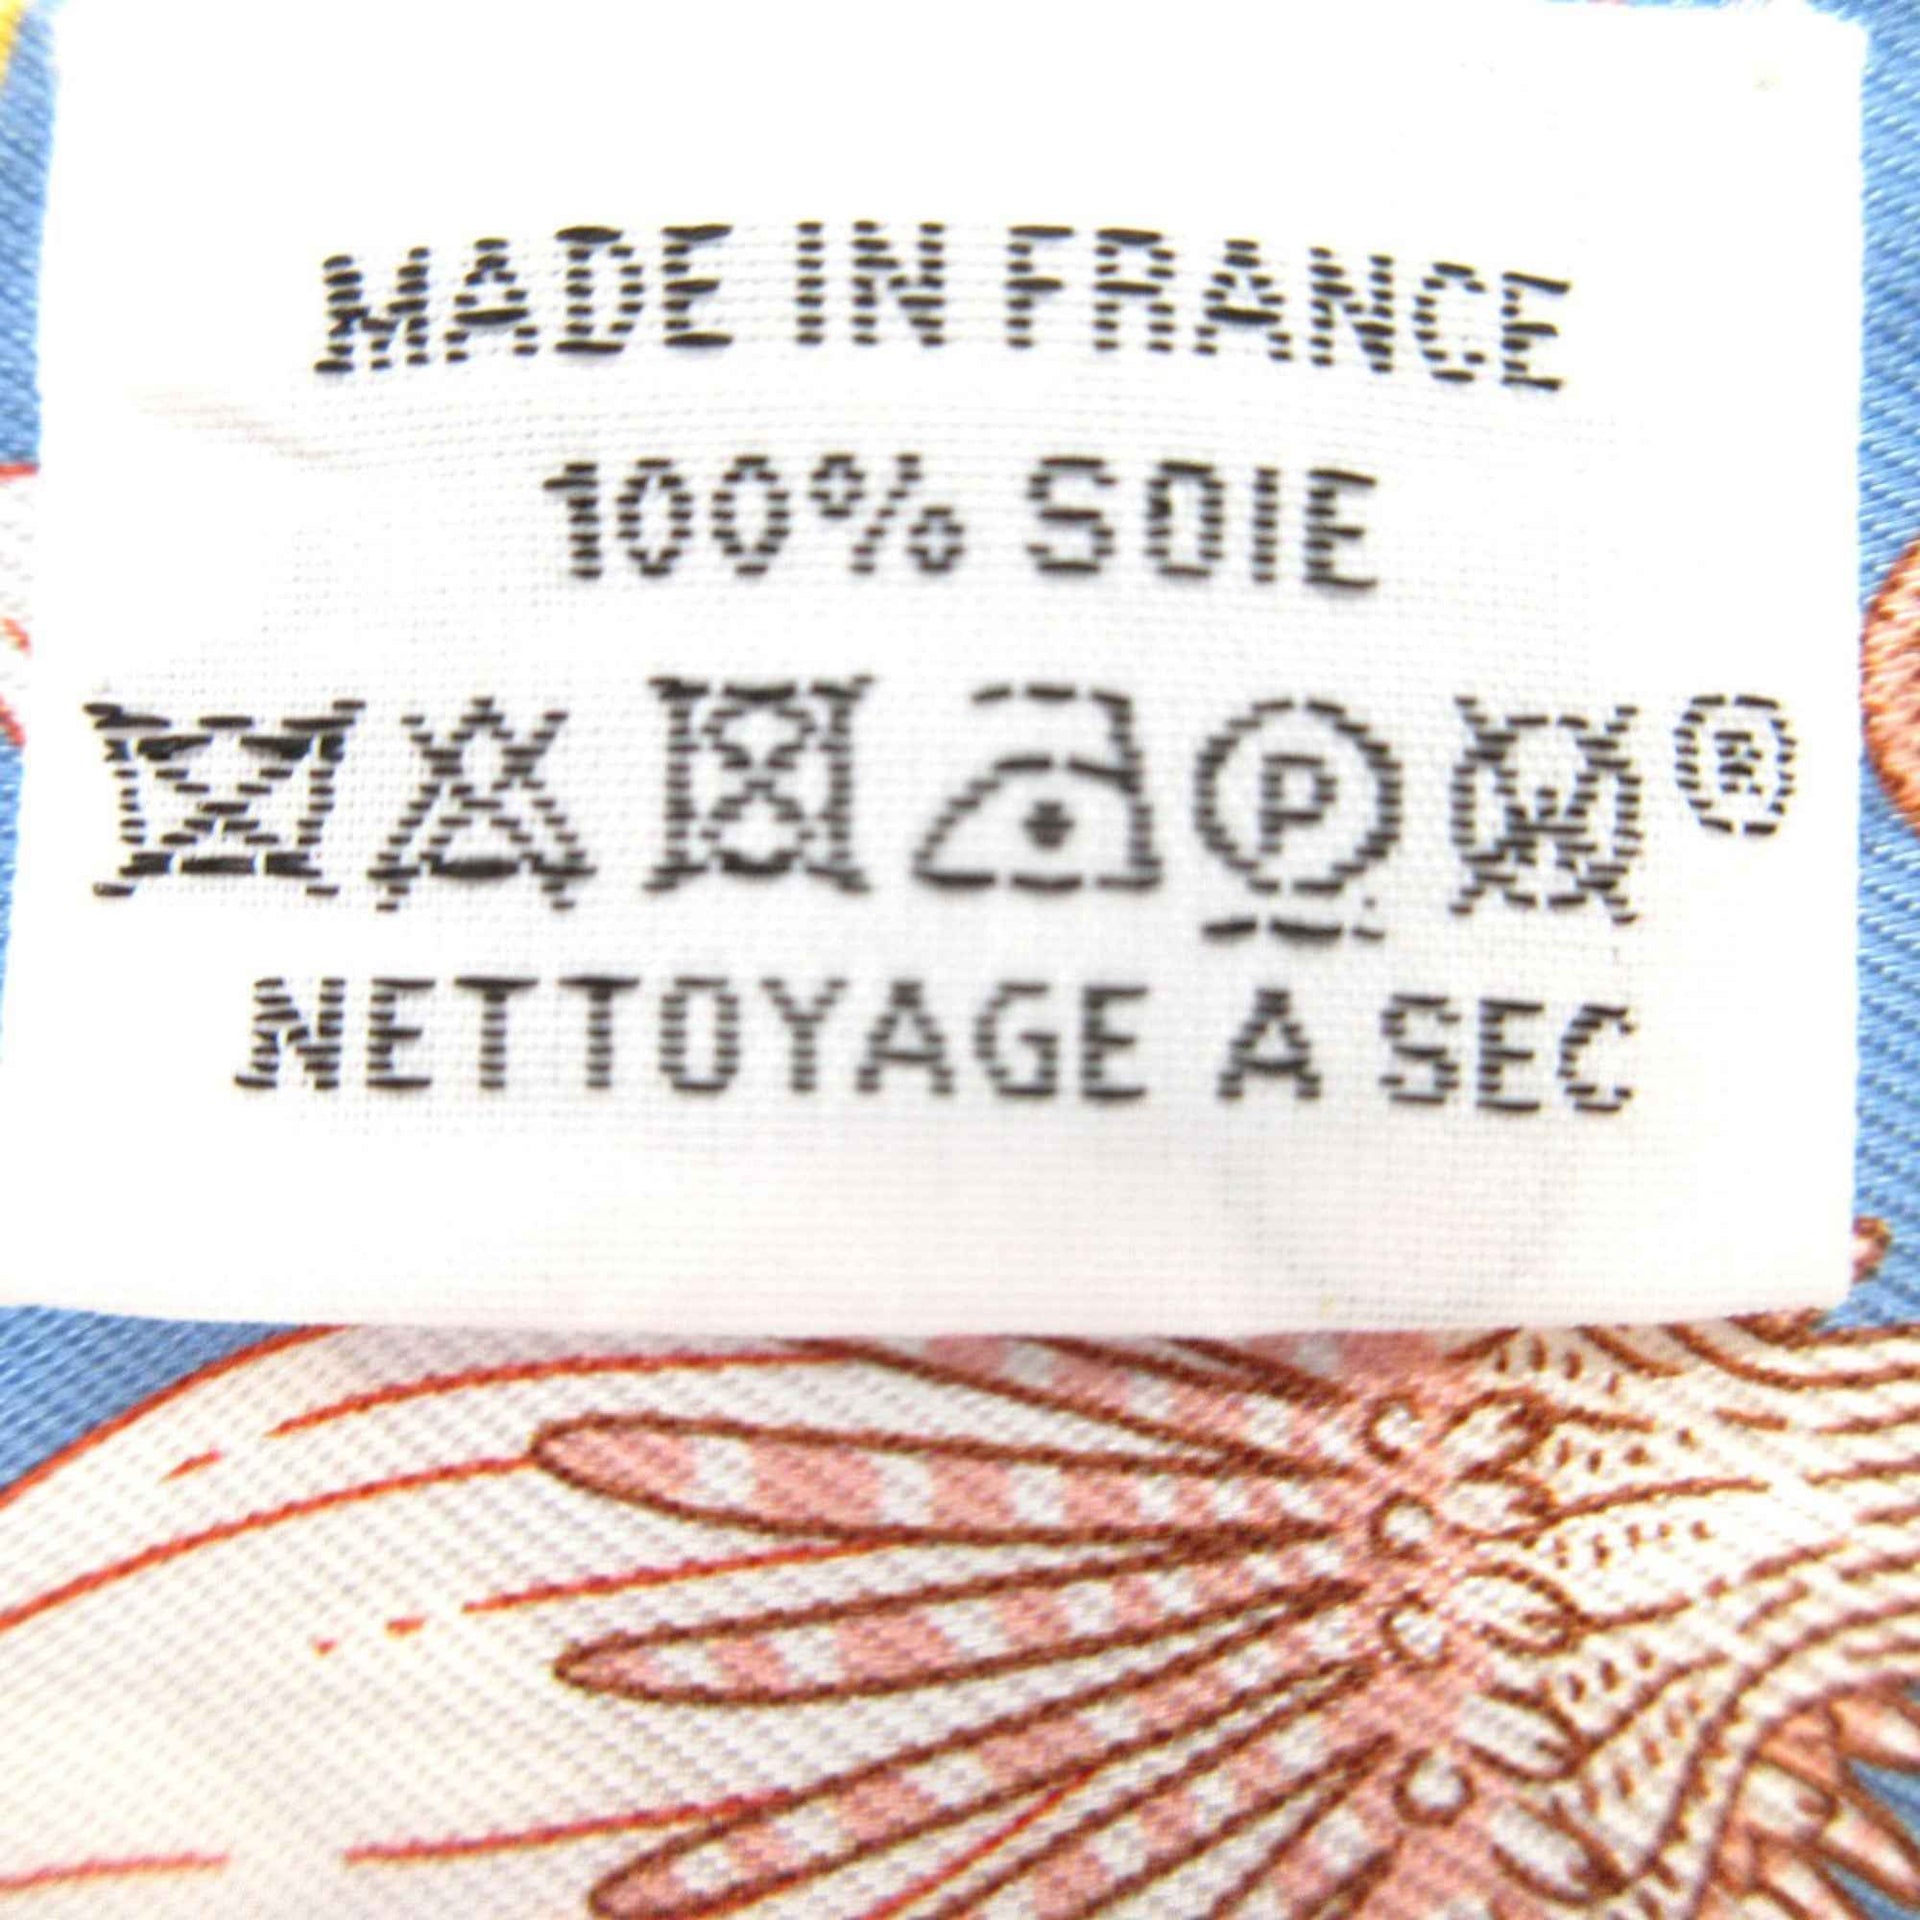 MADE IN FRANCE
100% SOIE
P W ®
NETTOYAGE A SEC